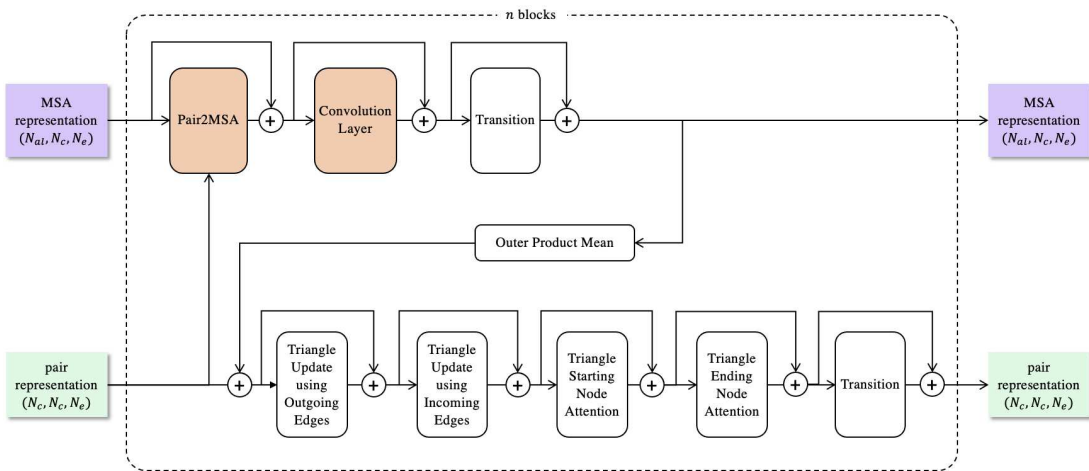 n blocks
MSA
representation
(N_al, N_c, N_e)
Pair2MSA
+
Convolution
Layer
+
Transition
+
MSA
representation
(N_al, N_c, N_e)
Outer Product Mean
pair
representation
(N_c, N_c, N_e)
+
Triangle
Update
using
Outgoing
Edges
+
Triangle
Update
using
Incoming
Edges
+
Triangle
Starting
Node
Attention
+
Triangle
Ending
Node
Attention
+
Transition
+
pair
representation
(N_c, N_c, N_e)